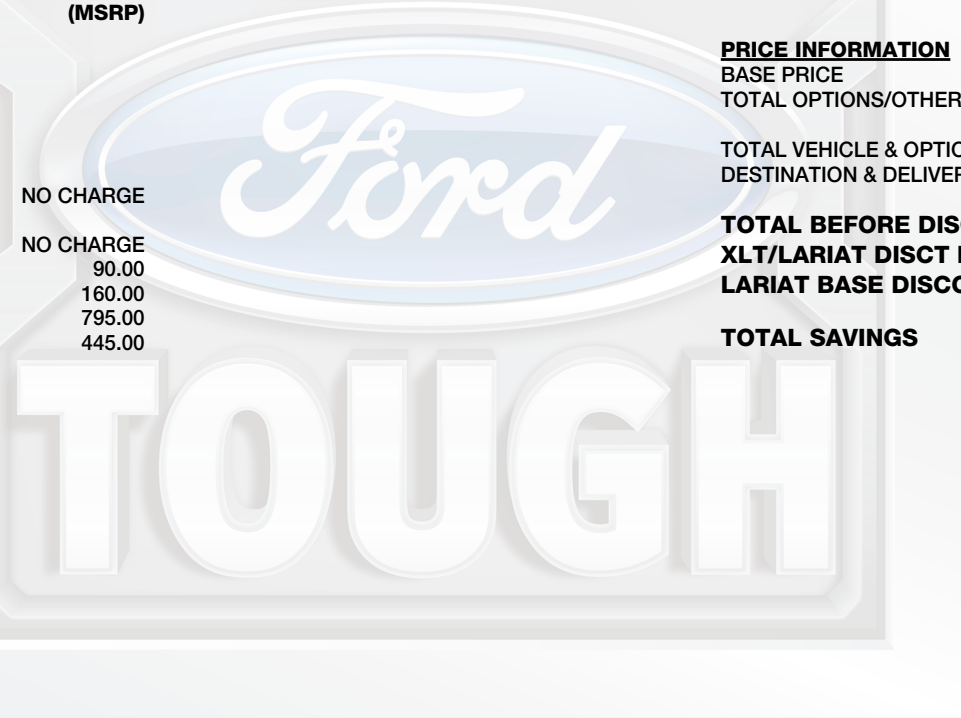 (MSRP)
NO CHARGE
NO CHARGE
90.00
160.00
795.00
445.00
PRICE INFORMATION
BASE PRICE
TOTAL OPTIONS/OTHER
TOTAL VEHICLE & OPTIO
DESTINATION & DELIVER
TOTAL BEFORE DIS
XLT/LARIAT DISCT
LARIAT BASE DISCO
TOTAL SAVINGS
Ford
TOUGH